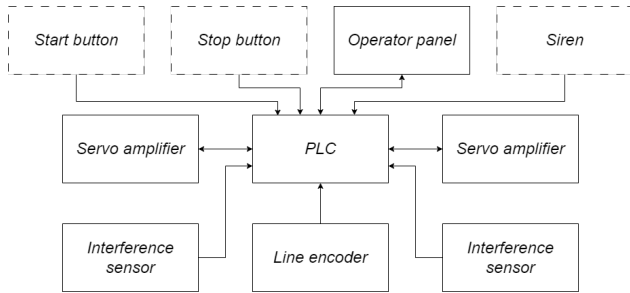 Start button
Stop button
Operator panel
Siren
Servo amplifier
PLC
Servo amplifier
Interference
sensor
Line encoder
Interference
sensor